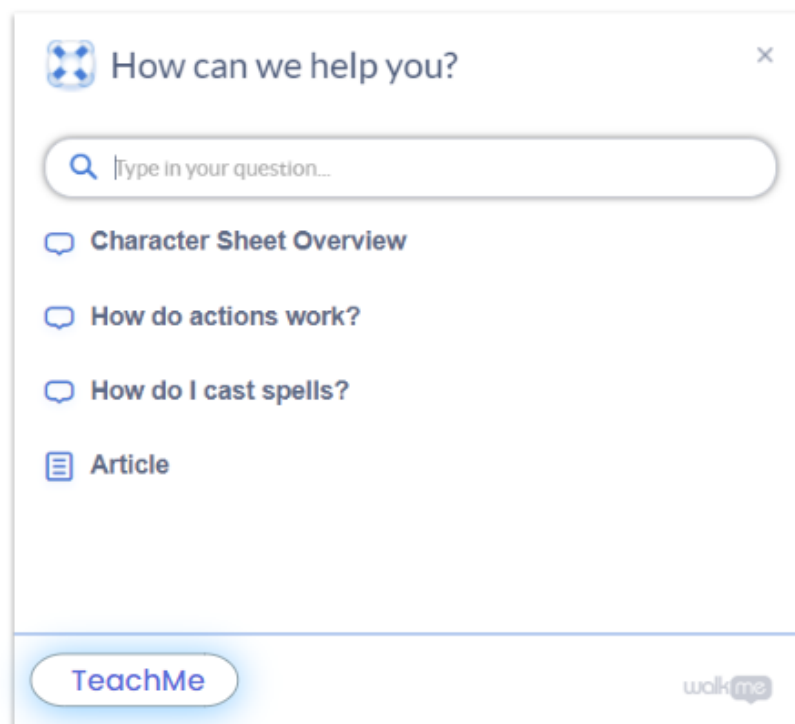 How can we help you?
Type in your question...
Character Sheet Overview
How do actions work?
How do I cast spells?
Article
TeachMe
walkme